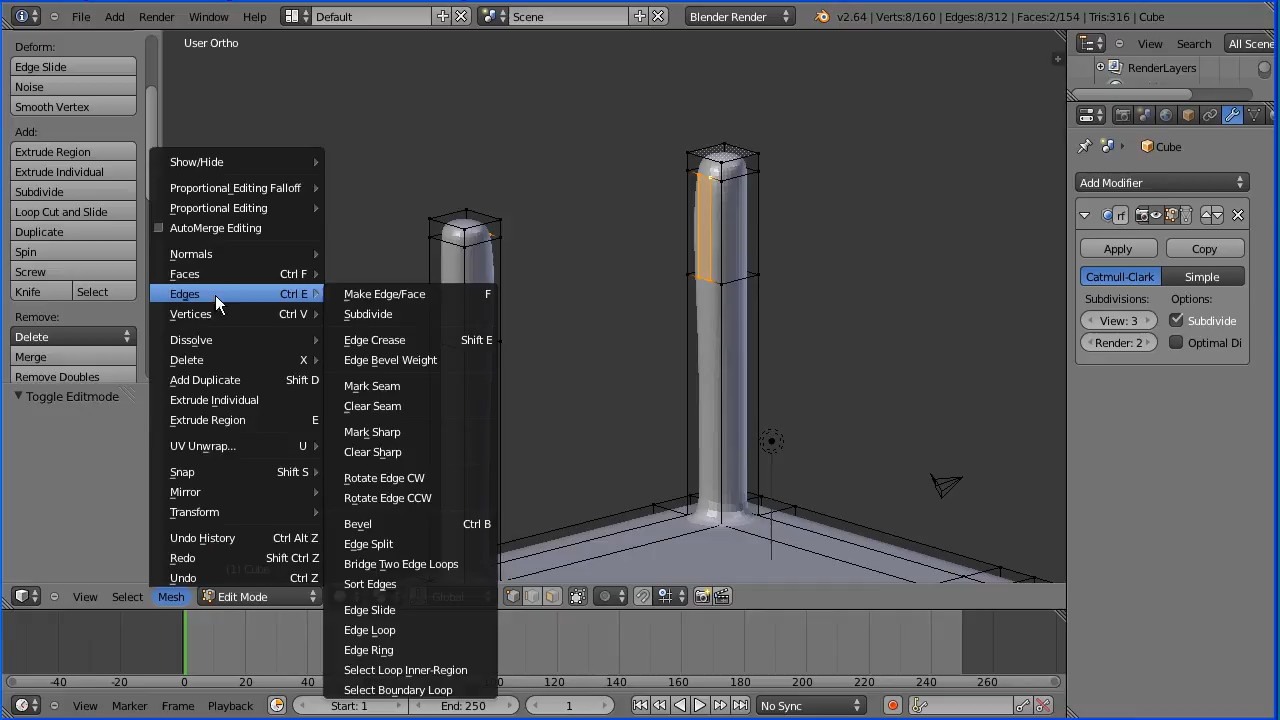 File Add Render Window Help Default Scene Blender Render v2.64 | Verts:8/160 | Edges:8/312 | Faces:2/154 | Tris:316 | Cube
Deform:
Edge Slide
Noise
Smooth Vertex
Add:
Extrude Region
Extrude Individual
Subdivide
Loop Cut and Slide
Duplicate
Spin
Screw
Knife Select
Remove:
Delete
Merge
Remove Doubles
Toggle Editmode
User Ortho
Show/Hide
Proportional Editing Falloff
Proportional Editing
AutoMerge Editing
Normals
Faces Ctrl F
Edges Ctrl E
Vertices Ctrl V
Dissolve
Delete X
Add Duplicate Shift D
Extrude Individual
Extrude Region E
UV Unwrap... U
Snap Shift S
Mirror
Transform
Undo History Ctrl Alt Z
Redo Shift Ctrl Z
Undo Ctrl Z
(1) Cube
Make Edge/Face F
Subdivide
Edge Crease Shift E
Edge Bevel Weight
Mark Seam
Clear Seam
Mark Sharp
Clear Sharp
Rotate Edge CW
Rotate Edge CCW
Bevel Ctrl B
Edge Split
Bridge Two Edge Loops
Sort Edges
Edge Slide
Edge Loop
Edge Ring
Select Loop Inner-Region
Select Boundary Loop
View Select Mesh Edit Mode Global
-40 -20 0 20 120 140 160 180 200 220 240 260
View Marker Frame Playback Start: 1 End: 250 1 No Sync
View Search All Scene
RenderLayers
Cube
Add Modifier
rf
Apply Copy
Catmull-Clark Simple
Subdivisions: Options:
View: 3 Subdivide
Render: 2 Optimal Di